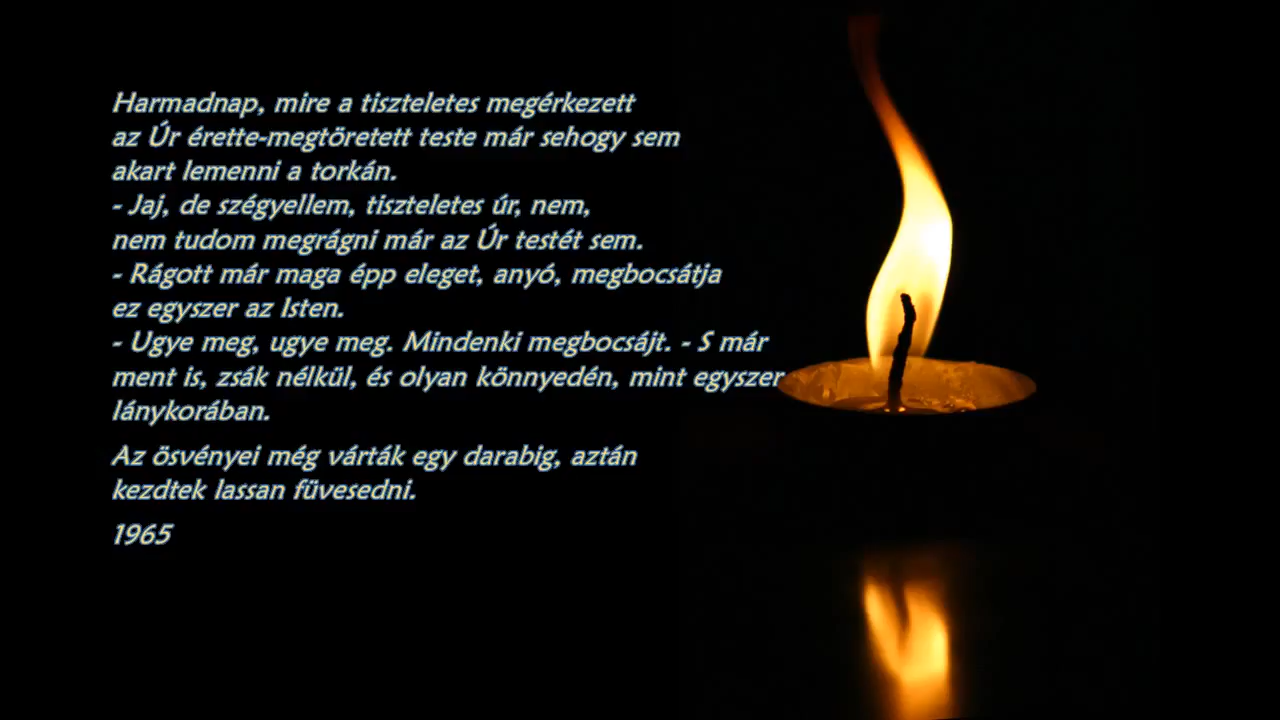 Harmadnap, mire a tiszteletes megérkezett
az Úr érette-megtöretett teste már sehogy sem
akart lemenni a torkán.
- Jaj, de szégyellem, tiszteletes úr, nem,
nem tudom megrágni már az Úr testét sem.
- Rágott már maga épp eleget, anyó, megbocsátja
ez egyszer az Isten.
- Ugye meg, ugye meg. Mindenki megbocsájt. - S már
ment is, zsák nélkül, és olyan könnyedén, mint egyszer
lánykorában.
Az ösvényei még várták egy darabig, aztán
kezdtek lassan füvesedni.
1965